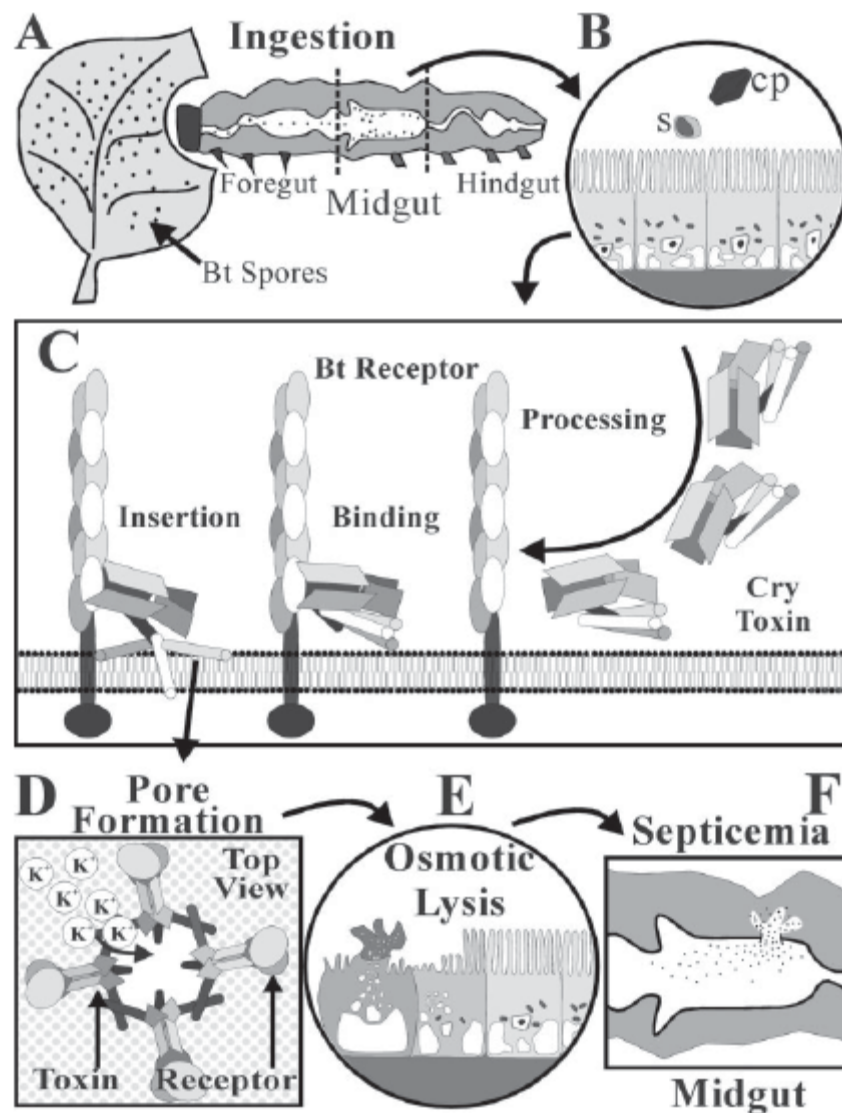 A
Ingestion
B
cp
s
Foregut
Midgut
Hindgut
Bt Spores
C
Bt Receptor
Processing
Insertion
Binding
Cry
Toxin
D
Pore
Formation
E
F
Septicemia
Top
View
K+
K+
K+
K+
K+
K+
K+
Osmotic
Lysis
Toxin
Receptor
Midgut